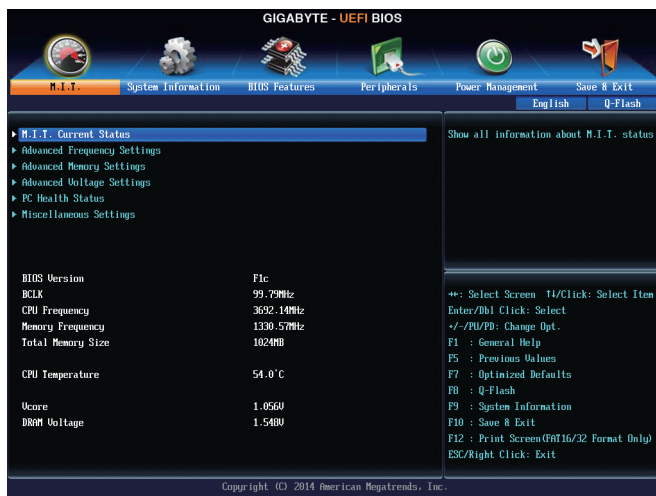 GIGABYTE - UEFI BIOS
M.I.T. System Information BIOS Features Peripherals Power Management Save & Exit
English Q-Flash
M.I.T. Current Status
Advanced Frequency Settings
Advanced Memory Settings
Advanced Voltage Settings
PC Health Status
Miscellaneous Settings
Show all information about M.I.T. status
BIOS Version F1c
BCLK 99.79MHz
CPU Frequency 3692.14MHz
Memory Frequency 1330.57MHz
Total Memory Size 1024MB
CPU Temperature 54.0°C
Vcore 1.056V
DRAM Voltage 1.548V
→←: Select Screen ↑↓/Click: Select Item
Enter/Dbl Click: Select
+/-/PU/PD: Change Opt.
F1 : General Help
F5 : Previous Values
F7 : Optimized Defaults
F8 : Q-Flash
F9 : System Information
F10 : Save & Exit
F12 : Print Screen(FAT16/32 Format Only)
ESC/Right Click: Exit
Copyright (C) 2014 American Megatrends, Inc.